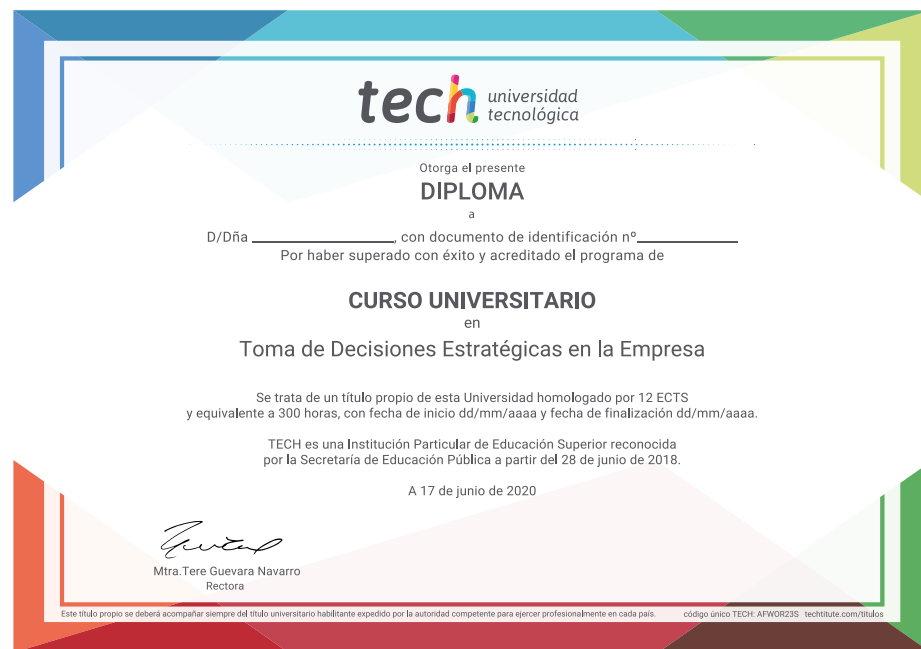 tech universidad
tecnológica
Otorga el presente
DIPLOMA
a
D/Dña ____________, con documento de identificación nº____________
Por haber superado con éxito y acreditado el programa de
CURSO UNIVERSITARIO
en
Toma de Decisiones Estratégicas en la Empresa
Se trata de un título propio de esta Universidad homologado por 12 ECTS
y equivalente a 300 horas, con fecha de inicio dd/mm/aaaa y fecha de finalización dd/mm/aaaa.
TECH es una Institución Particular de Educación Superior reconocida
por la Secretaría de Educación Pública a partir del 28 de junio de 2018.
A 17 de junio de 2020
Mtra.Tere Guevara Navarro
Rectora
Este título propio se deberá acompañar siempre del título universitario habilitante expedido por la autoridad competente para ejercer profesionalmente en cada país. código único TECH: AFWOR23S techtitute.com/titulos